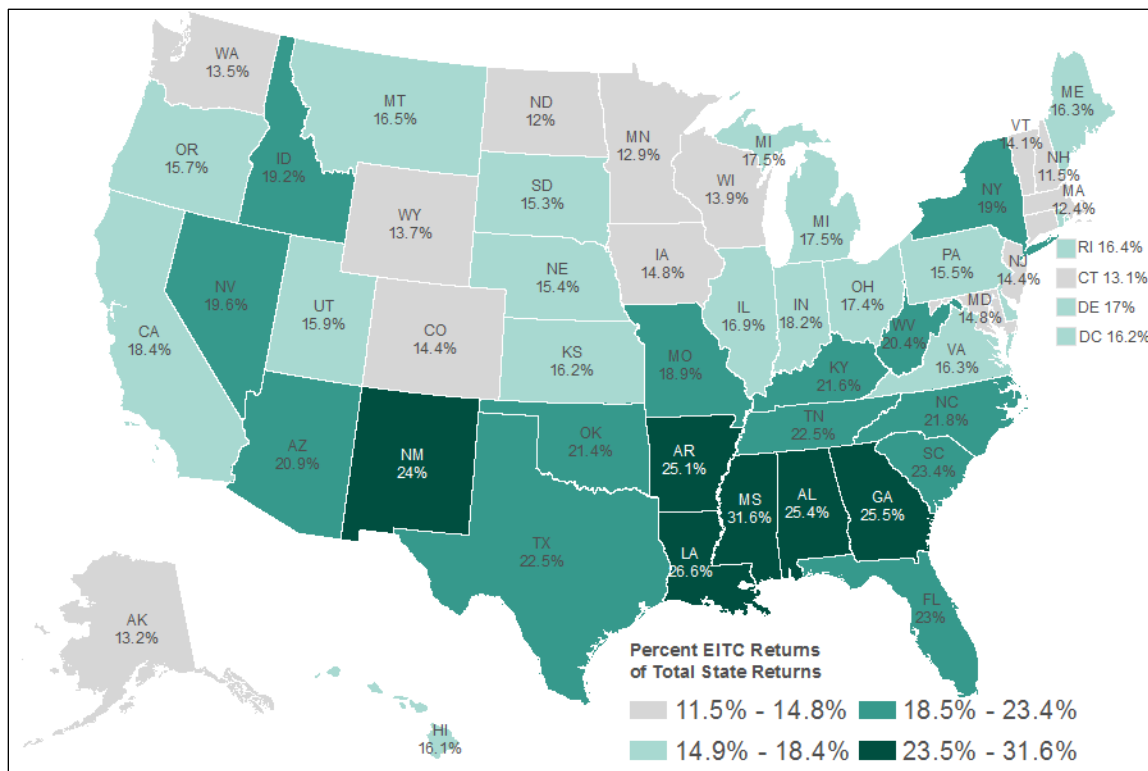 WA
13.5%
MT
16.5%
ND
12%
MN
12.9%
ME
16.3%
VT
14.1%
NH
11.5%
MA
12.4%
OR
15.7%
ID
19.2%
SD
15.3%
WI
13.9%
MI
17.5%
MI
17.5%
NY
19%
RI 16.4%
CT 13.1%
DE 17%
DC 16.2%
WY
13.7%
NE
15.4%
IA
14.8%
PA
15.5%
NJ
14.4%
NV
19.6%
UT
15.9%
CO
14.4%
IL
16.9%
IN
18.2%
OH
17.4%
MD
14.8%
WV
20.4%
VA
16.3%
CA
18.4%
KS
16.2%
MO
18.9%
KY
21.6%
NC
21.8%
TN
22.5%
SC
23.4%
AZ
20.9%
NM
24%
OK
21.4%
AR
25.1%
MS
31.6%
AL
25.4%
GA
25.5%
TX
22.5%
LA
26.6%
FL
23%
AK
13.2%
HI
16.1%
Percent EITC Returns
of Total State Returns
11.5% - 14.8%
18.5% - 23.4%
14.9% - 18.4%
23.5% - 31.6%